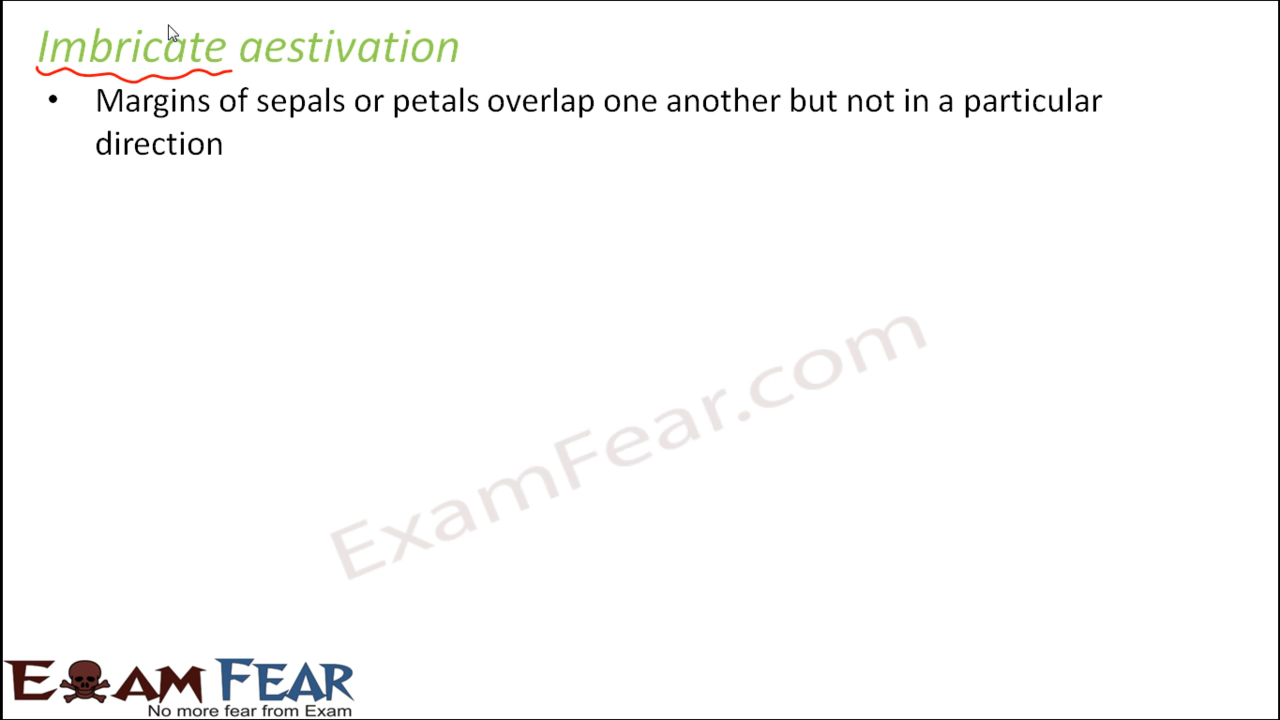 Imbricate aestivation
• Margins of sepals or petals overlap one another but not in a particular
direction
ExamFear.com
EXAM FEAR
No more fear from Exam